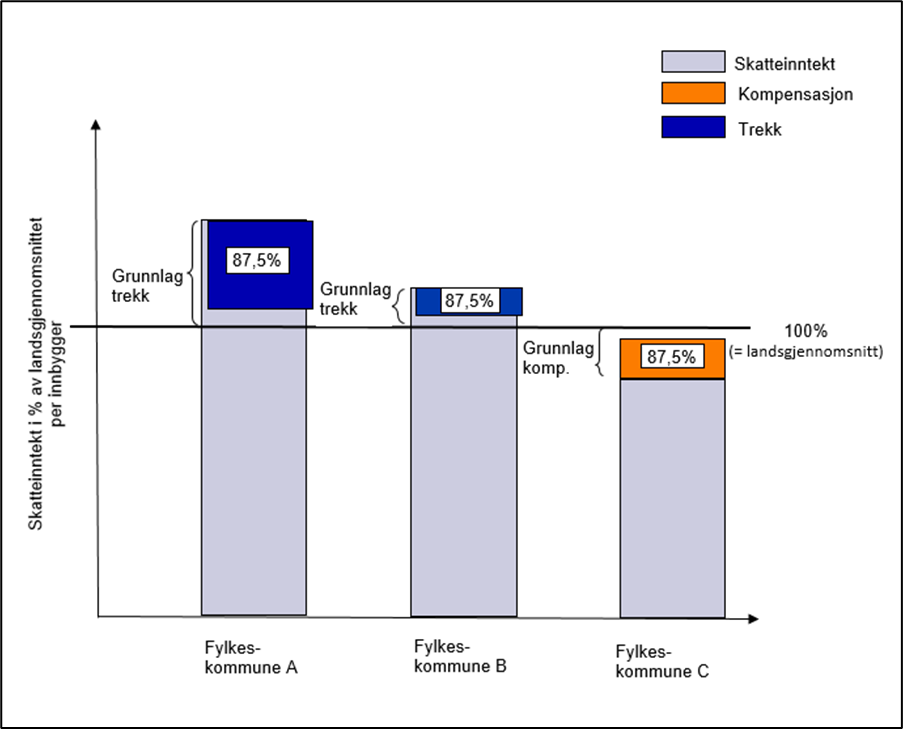 Skatteinntekt
Kompensasjon
Trekk
Skatteinntekt i % av landsgjennomsnittet
per innbygger
87,5%
Grunnlag
trekk
Grunnlag
trekk
87,5%
100%
(= landsgjennomsnitt)
Grunnlag
komp.
87,5%
Fylkes-
kommune A
Fylkes-
kommune B
Fylkes-
kommune C